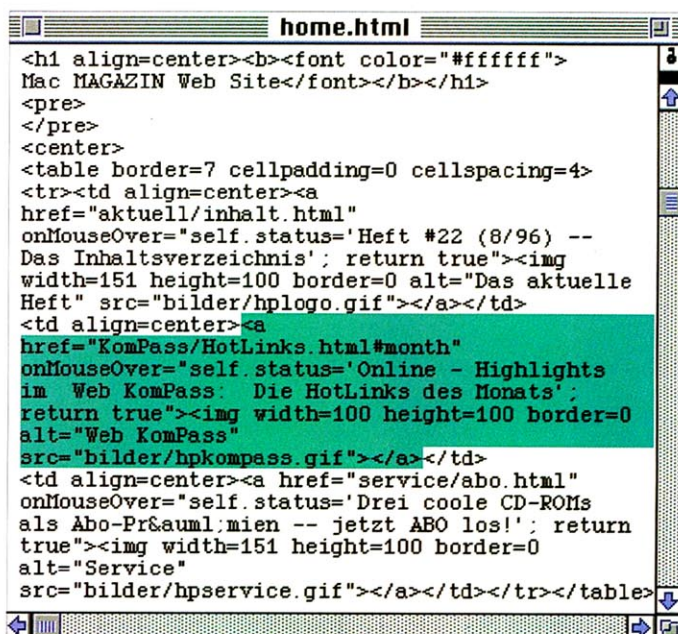 home.html
<h1 align=center><b><font color="#ffffff">
Mac MAGAZIN Web Site</font></b></h1>
<pre>
</pre>
<center>
<table border=7 cellpadding=0 cellspacing=4>
<tr><td align=center><a
href="aktuell/inhalt.html"
onMouseOver="self.status='Heft #22 (8/96) --
Das Inhaltsverzeichnis'; return true"><img
width=151 height=100 border=0 alt="Das aktuelle
Heft" src="bilder/hplogo.gif"></a></td>
<td align=center><a
href="KomPass/HotLinks.html#month"
onMouseOver="self.status='Online - Highlights
im  Web KomPass:  Die HotLinks des Monats';
return true"><img width=100 height=100 border=0
alt="Web KomPass"
src="bilder/hpkompass.gif"></a></td>
<td align=center><a href="service/abo.html"
onMouseOver="self.status='Drei coole CD-ROMs
als Abo-Pr&auml;mien -- jetzt ABO los!'; return
true"><img width=151 height=100 border=0
alt="Service"
src="bilder/hpservice.gif"></a></td></tr></table>